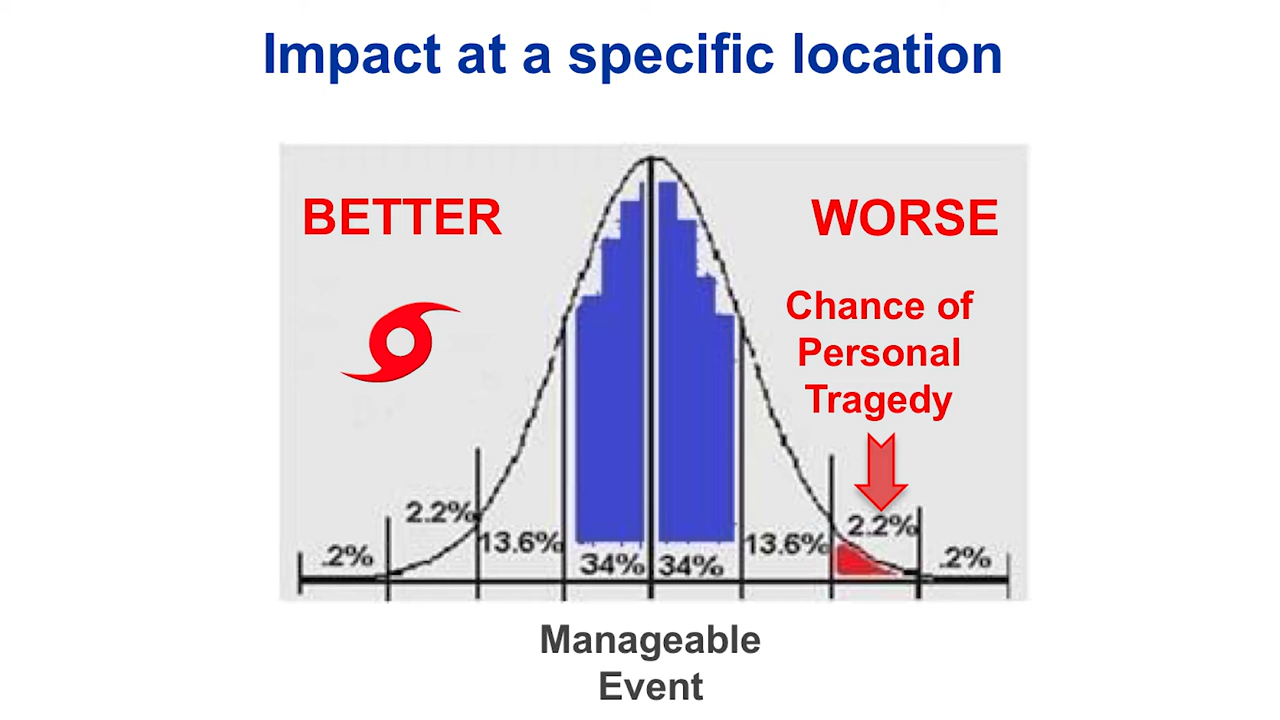 Impact at a specific location
BETTER
WORSE
Chance of
Personal
Tragedy
.2%
2.2%
13.6%
34%
34%
13.6%
2.2%
.2%
Manageable
Event